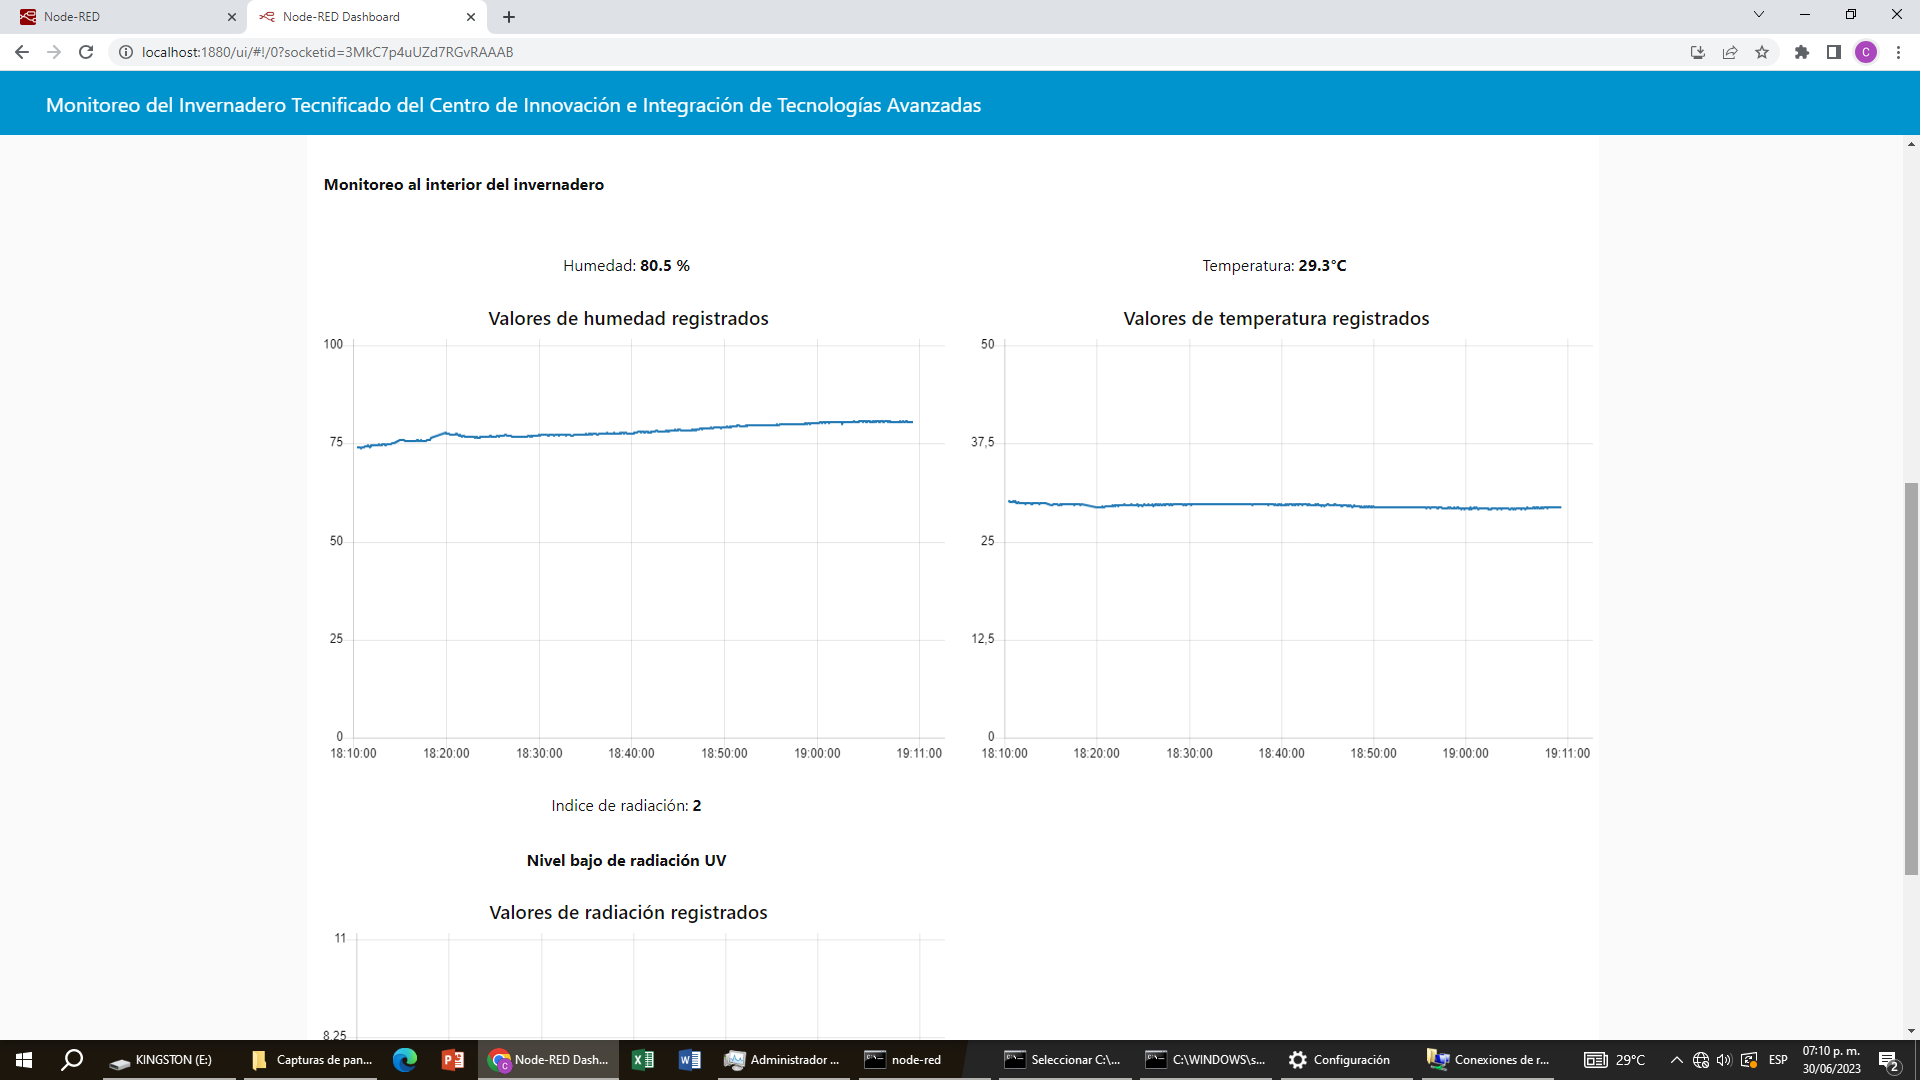 Node-RED
Node-RED Dashboard
localhost:1880/ui/#!/0?socketid=3MkC7p4uUZd7RGvRAAAB
C
Monitoreo del Invernadero Tecnificado del Centro de Innovación e Integración de Tecnologías Avanzadas
Monitoreo al interior del invernadero
Humedad: 80.5 %
Temperatura: 29.3°C
Valores de humedad registrados
Valores de temperatura registrados
100
75
50
25
0
18:10:00 18:20:00 18:30:00 18:40:00 18:50:00 19:00:00 19:11:00
50
37,5
25
12,5
0
18:10:00 18:20:00 18:30:00 18:40:00 18:50:00 19:00:00 19:11:00
Indice de radiación: 2
Nivel bajo de radiación UV
Valores de radiación registrados
11
8,25
KINGSTON (E:)
Capturas de pan...
Node-RED Dash...
Administrador ...
node-red
Seleccionar C:\...
C:\WINDOWS\s...
Configuración
Conexiones de r...
29°C
ESP
07:10 p. m.
30/06/2023
2